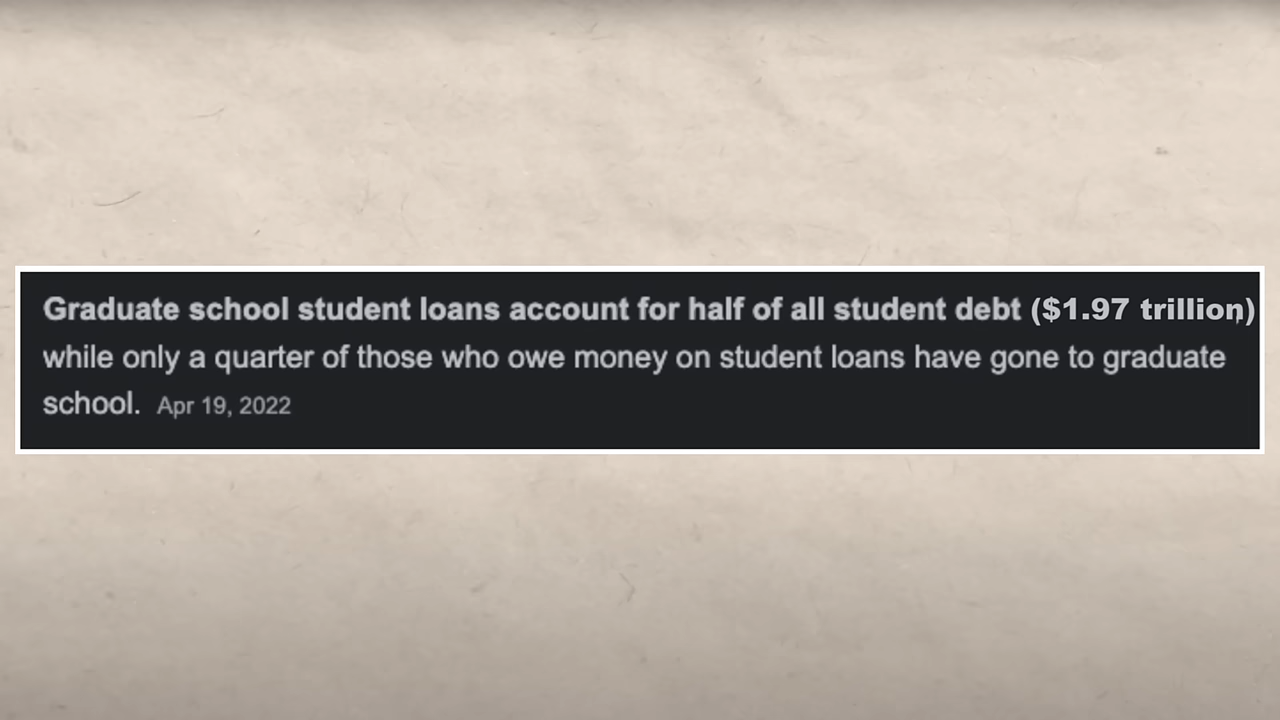 Graduate school student loans account for half of all student debt ($1.97 trillion)
while only a quarter of those who owe money on student loans have gone to graduate
school. Apr 19, 2022